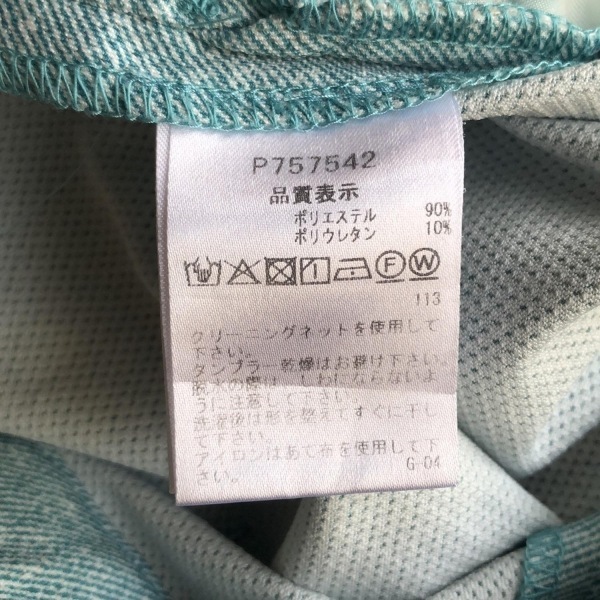 P757542
品質表示
ポリエステル 90%
ポリウレタン 10%
F W
113
クリーニングネットを使用して
下さい。
タンブラー乾燥はお避け下さい。
脱水の際は、しわにならないよ
うに注意して下さい。
洗濯後は形を整えてすぐに干し
て下さい。
アイロンはあて布を使用して下
さい。 G-04